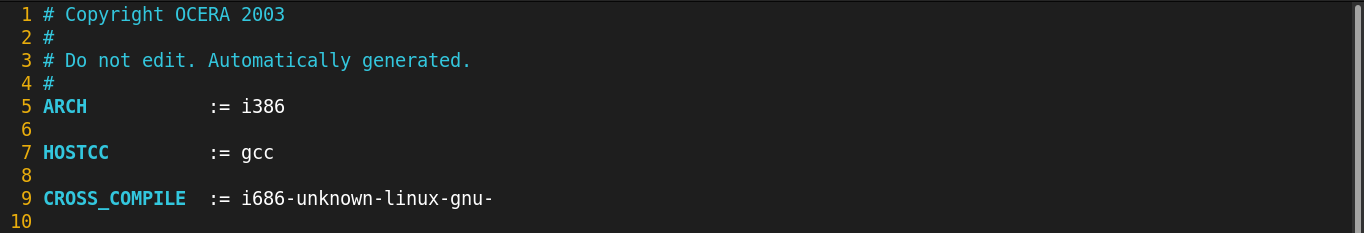 1 # Copyright OCERA 2003
2 #
3 # Do not edit. Automatically generated.
4 #
5 ARCH           := i386
6
7 HOSTCC         := gcc
8
9 CROSS_COMPILE  := i686-unknown-linux-gnu-
10